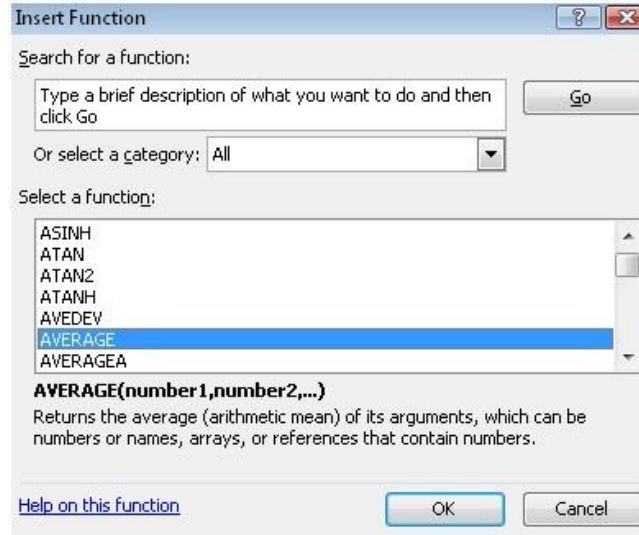 Insert Function
Search for a function:
Type a brief description of what you want to do and then
click Go
Go
Or select a category: All
Select a function:
ASINH
ATAN
ATAN2
ATANH
AVEDEV
AVERAGE
AVERAGEA
AVERAGE(number1,number2,...)
Returns the average (arithmetic mean) of its arguments, which can be
numbers or names, arrays, or references that contain numbers.
Help on this function
OK
Cancel